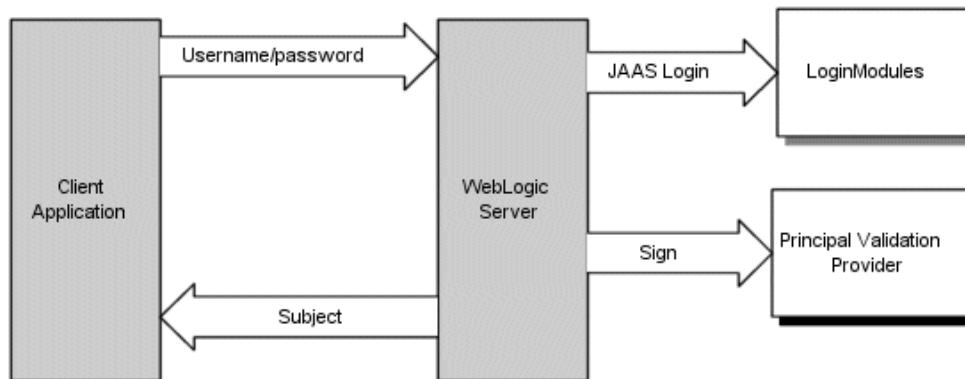 Username/password
JAAS Login
LoginModules
Client
Application
WebLogic
Server
Sign
Principal Validation
Provider
Subject